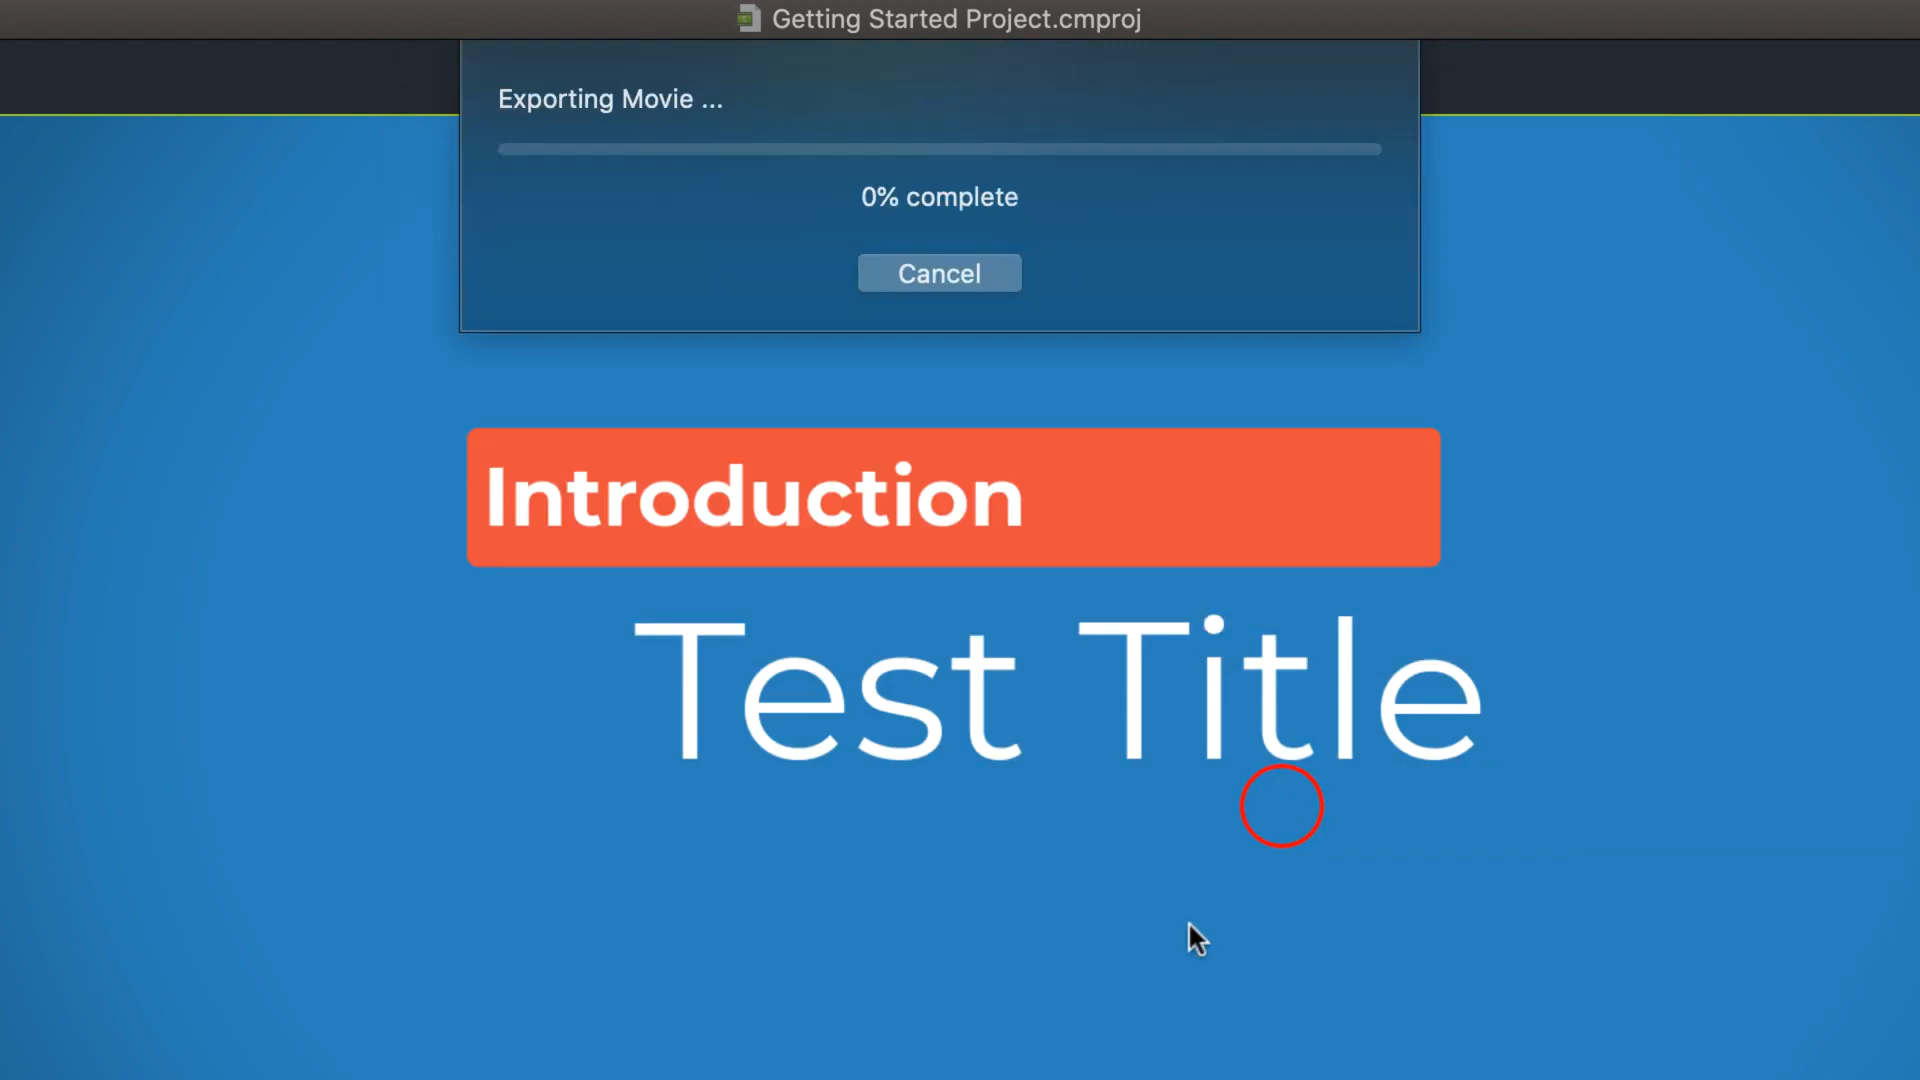 Getting Started Project.cmproj
Exporting Movie ...
0% complete
Cancel
Introduction
Test Title